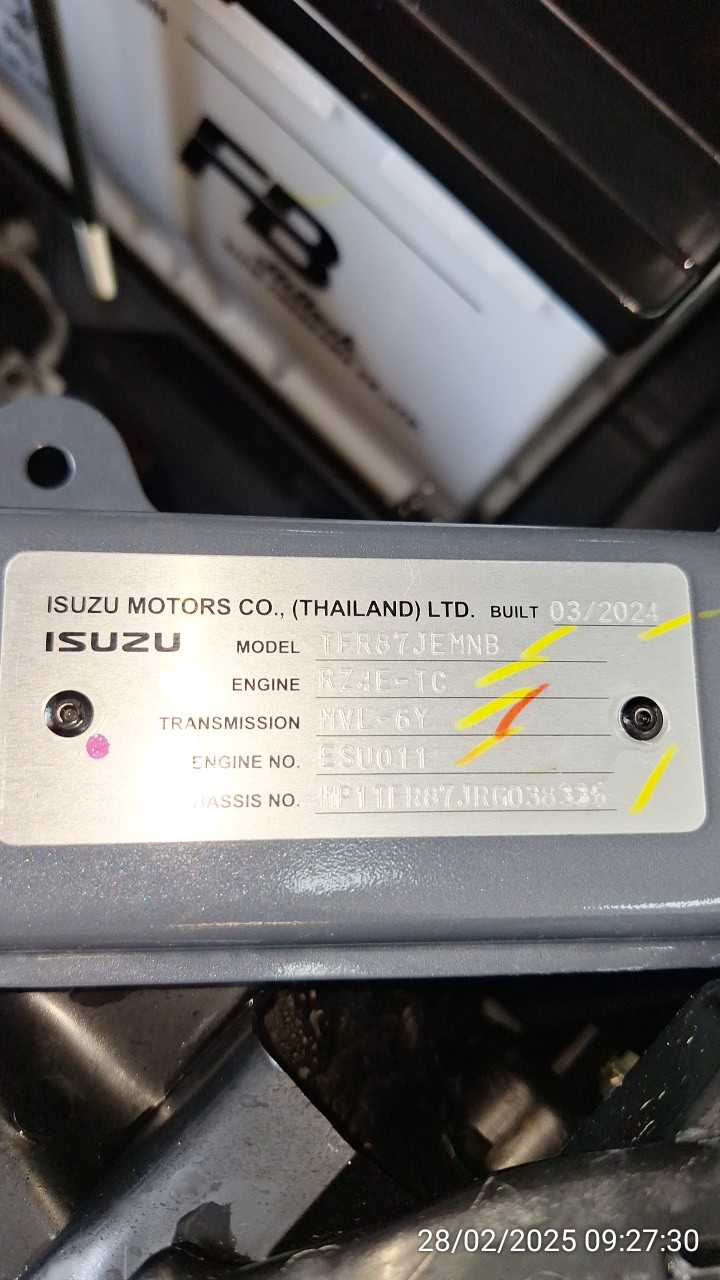 FB
ISUZU MOTORS CO., (THAILAND) LTD. BUILT 03/2024
ISUZU MODEL TFR87JEMNB
ENGINE RZ4E-TC
TRANSMISSION MVL-6Y
ENGINE NO. ESU011
CHASSIS NO. MP1TFR87JRG038336
28/02/2025 09:27:30